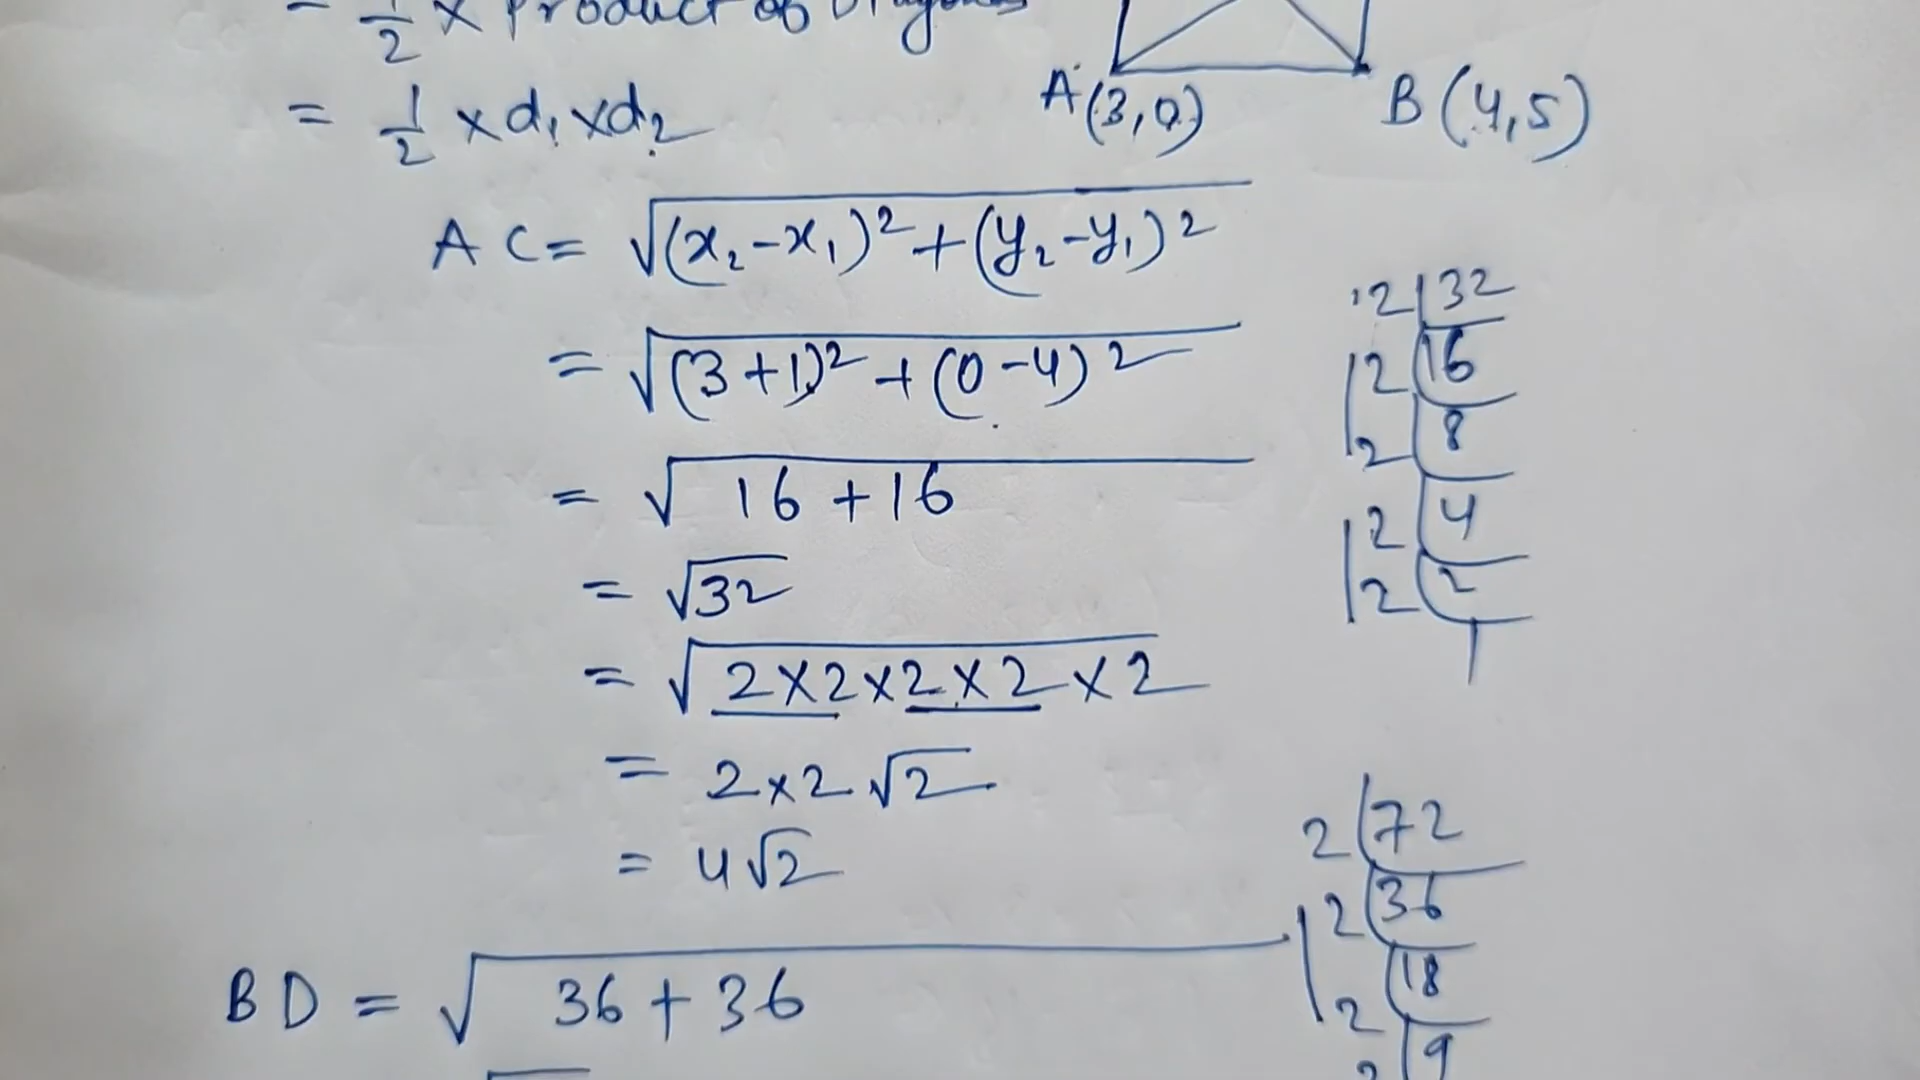 = 1/2 × Product of Diagonals
= 1/2 × d₁ × d₂
A(3,0)
B(4,5)
AC = √(x₂-x₁)² + (y₂-y₁)²
= √(3+1)² + (0-4)²
= √16+16
= √32
= √2×2×2×2×2
= 2×2√2
= 4√2
BD = √36+36
2 32
2 16
2 8
2 4
2 2
1
2 72
2 36
2 18
9